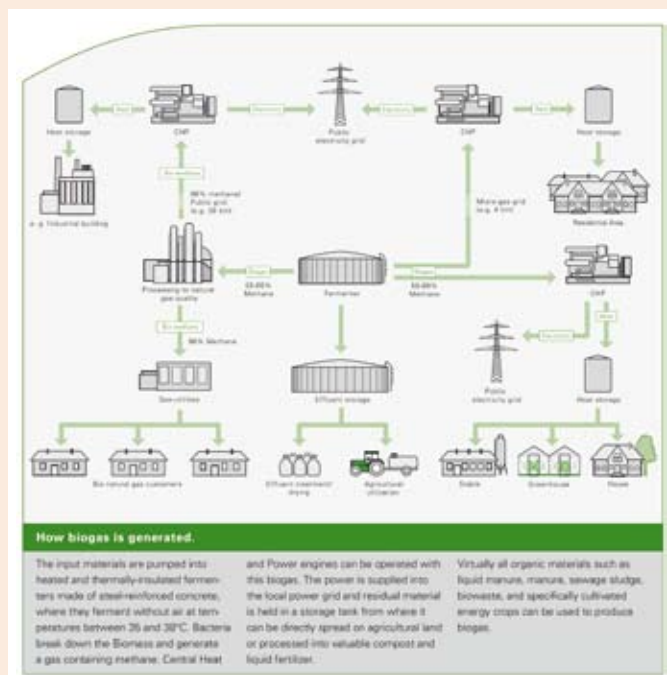 Heat storage
CHP
Public
electricity grid
CHP
Heat storage
e. g. Industrial building
Public grid
Micro gas grid
Residential Area
Processing to natural
gas quality
Methane
Fermenter
Methane
CHP
Methane
Gas utilities
Effluent storage
Public
electricity grid
Heat storage
Bio natural gas customers
Effluent treatment/
drying
Agricultural
utilization
Stable
Greenhouse
House
How biogas is generated.
The input materials are pumped into
heated and thermally-insulated fermen-
ters made of steel-reinforced concrete,
where they ferment without air at tem-
peratures between 35 and 38°C. Bacteria
break down the Biomass and generate
a gas containing methane. Central Heat
and Power engines can be operated with
this biogas. The power is supplied into
the local power grid and residual material
is held in a storage tank from where it
can be directly spread on agricultural land
or processed into valuable compost and
liquid fertilizer.
Virtually all organic materials such as
liquid manure, manure, sewage sludge,
biowaste, and specifically cultivated
energy crops can be used to produce
biogas.